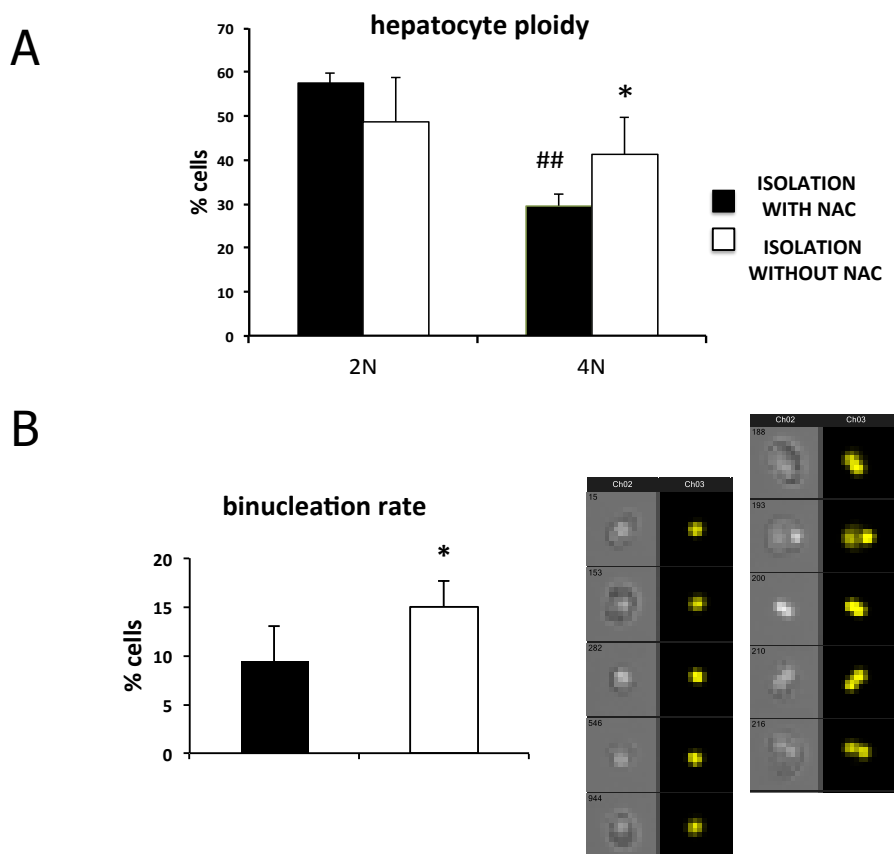 A
hepatocyte ploidy
70
60
50
40
30
20
10
0
% cells
##
*
2N
4N
ISOLATION
WITH NAC
ISOLATION
WITHOUT NAC
B
binucleation rate
20
15
10
5
0
% cells
*
Ch02 Ch03
15
153
282
546
944
Ch02 Ch03
188
193
200
210
216